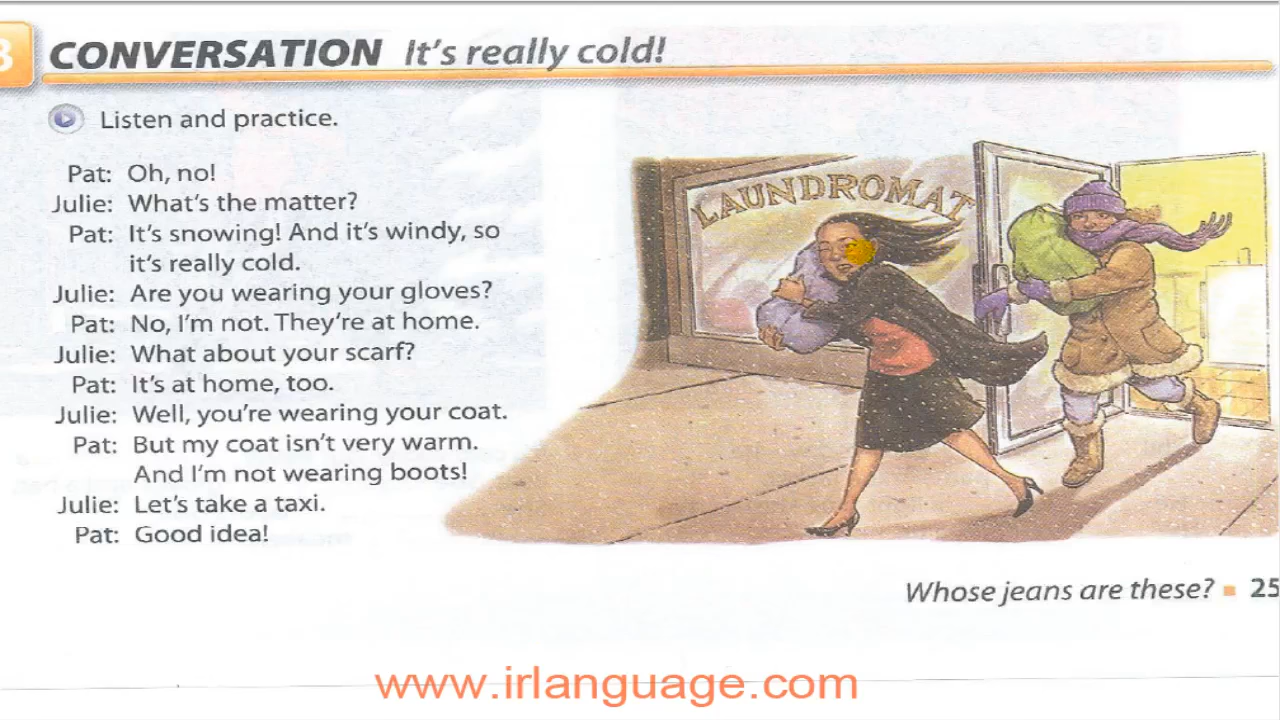 3 CONVERSATION It's really cold!
Listen and practice.
Pat: Oh, no!
Julie: What's the matter?
Pat: It's snowing! And it's windy, so
it's really cold.
Julie: Are you wearing your gloves?
Pat: No, I'm not. They're at home.
Julie: What about your scarf?
Pat: It's at home, too.
Julie: Well, you're wearing your coat.
Pat: But my coat isn't very warm.
And I'm not wearing boots!
Julie: Let's take a taxi.
Pat: Good idea!
LAUNDROMAT
Whose jeans are these? ▪ 25
www.irlanguage.com